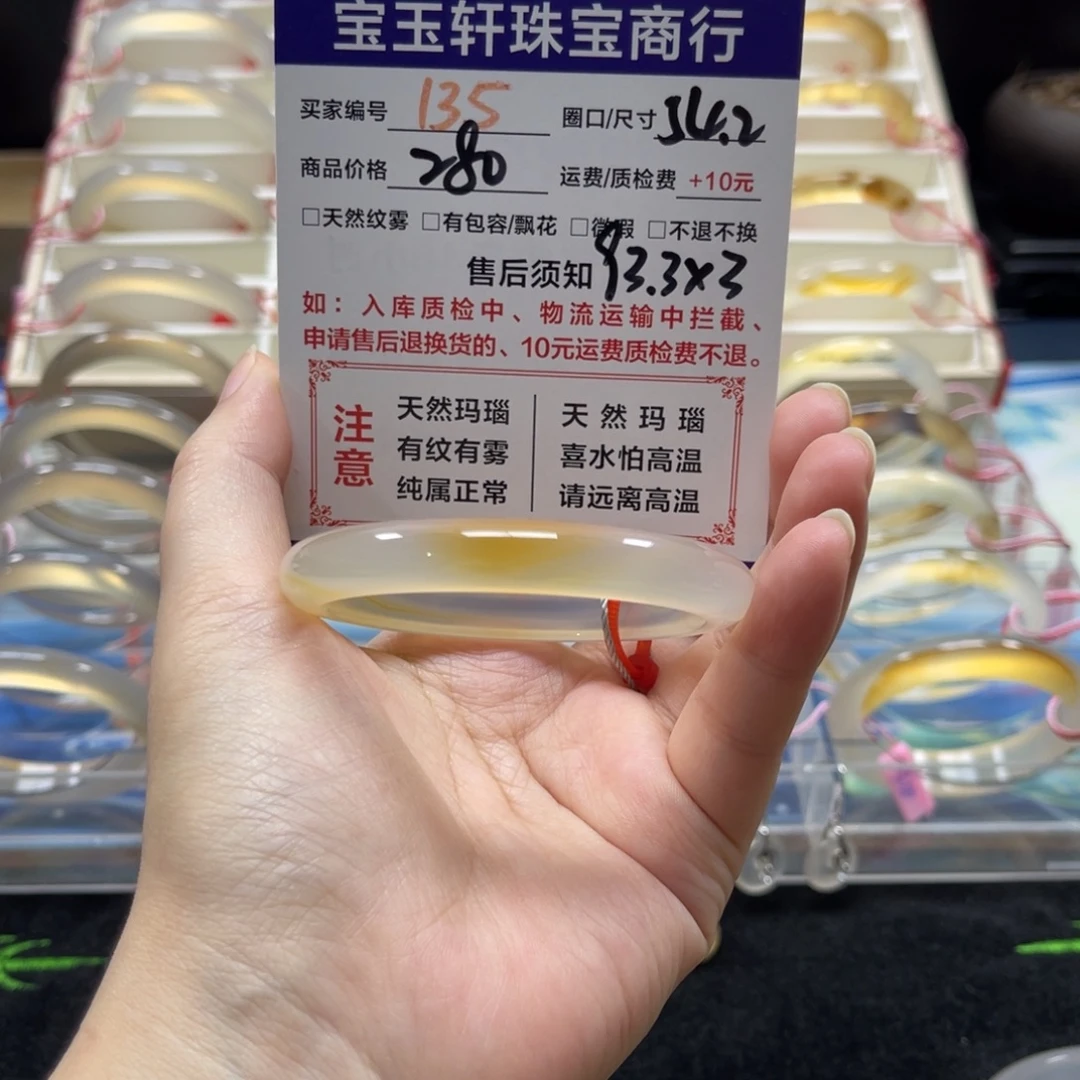 宝玉轩珠宝商行
买家编号 135 圈口/尺寸 54.2
商品价格 280 运费/质检费 +10元
□天然纹雾 □有包容/飘花 □微瑕 □不退不换
售后须知 93.3×3
如：入库质检中、物流运输中拦截、
申请售后退换货的、10元运费质检费不退。
注意
天然玛瑙
有纹有雾
纯属正常
天然玛瑙
喜水怕高温
请远离高温